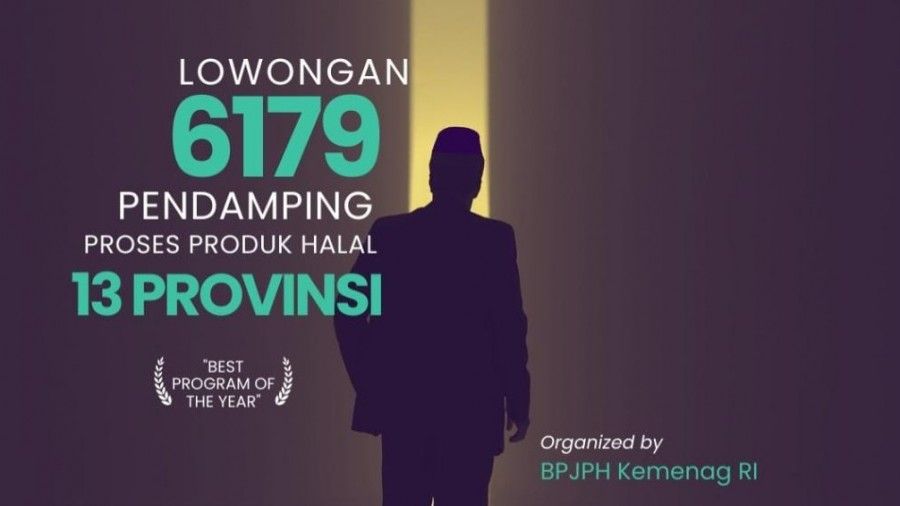 LOWONGAN
6179
PENDAMPING
PROSES PRODUK HALAL
13 PROVINSI
"BEST
PROGRAM OF
THE YEAR"
Organized by
BPJPH Kemenag RI